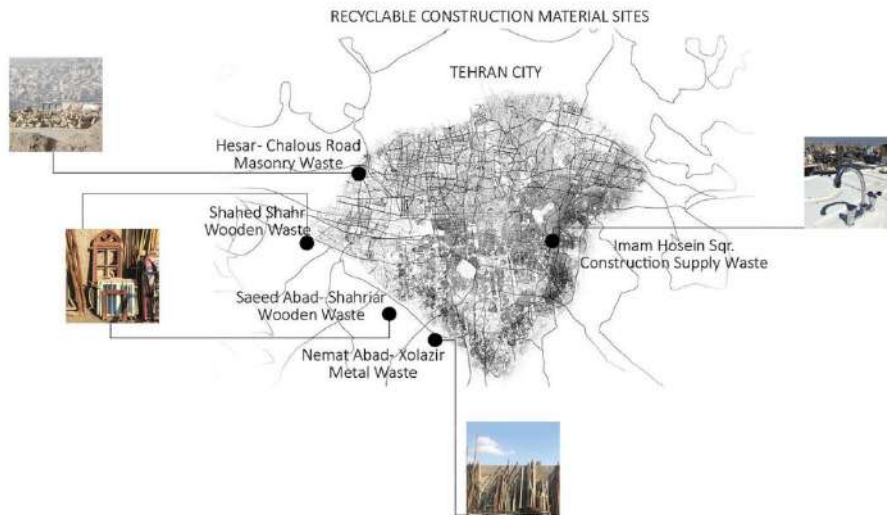 RECYCLABLE CONSTRUCTION MATERIAL SITES
TEHRAN CITY
Hesar- Chalous Road
Masonry Waste
Shahed Shahr
Wooden Waste
Imam Hosein Sqr.
Construction Supply Waste
Saeed Abad- Shahriar
Wooden Waste
Nemat Abad- Xolazir
Metal Waste